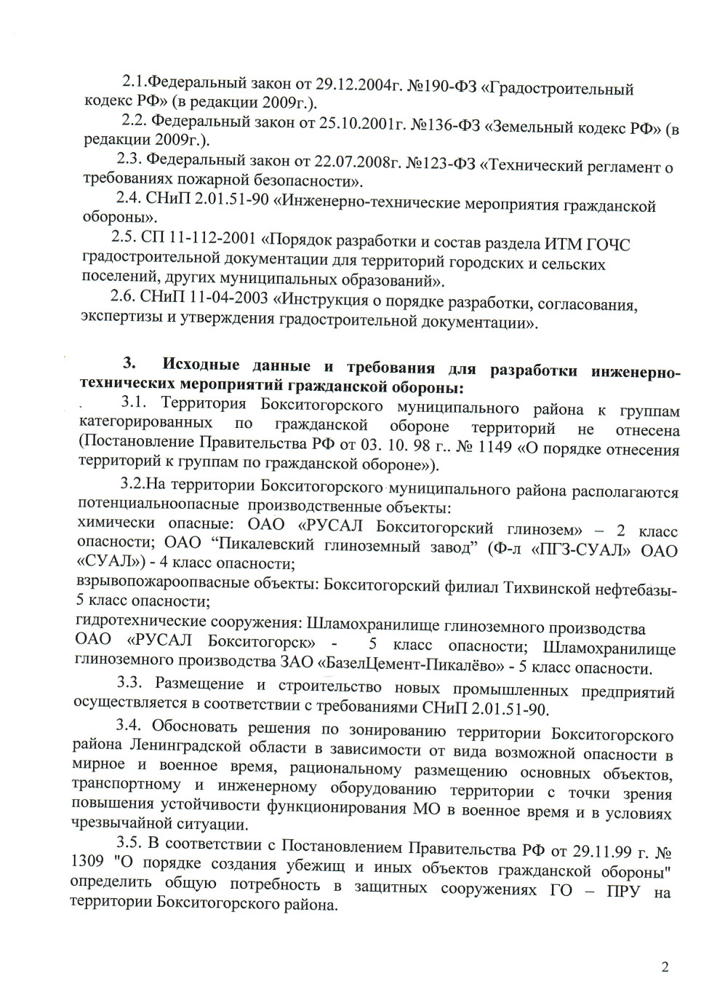 2.1.Федеральный закон от 29.12.2004г. №190-ФЗ «Градостроительный
кодекс РФ» (в редакции 2009г.).
2.2. Федеральный закон от 25.10.2001г. №136-ФЗ «Земельный кодекс РФ» (в
редакции 2009г.).
2.3. Федеральный закон от 22.07.2008г. №123-ФЗ «Технический регламент о
требованиях пожарной безопасности».
2.4. СНиП 2.01.51-90 «Инженерно-технические мероприятия гражданской
обороны».
2.5. СП 11-112-2001 «Порядок разработки и состав раздела ИТМ ГОЧС
градостроительной документации для территорий городских и сельских
поселений, других муниципальных образований».
2.6. СНиП 11-04-2003 «Инструкция о порядке разработки, согласования,
экспертизы и утверждения градостроительной документации».
3. Исходные данные и требования для разработки инженерно-
технических мероприятий гражданской обороны:
3.1. Территория Бокситогорского муниципального района к группам
категорированных по гражданской обороне территорий не отнесена
(Постановление Правительства РФ от 03. 10. 98 г.. № 1149 «О порядке отнесения
территорий к группам по гражданской обороне»).
3.2.На территории Бокситогорского муниципального района располагаются
потенциальноопасные производственные объекты:
химически опасные: ОАО «РУСАЛ Бокситогорский глинозем» – 2 класс
опасности; ОАО “Пикалевский глиноземный завод” (Ф-л «ПГЗ-СУАЛ» ОАО
«СУАЛ») - 4 класс опасности;
взрывопожароопвасные объекты: Бокситогорский филиал Тихвинской нефтебазы-
5 класс опасности;
гидротехнические сооружения: Шламохранилище глиноземного производства
ОАО «РУСАЛ Бокситогорск» - 5 класс опасности; Шламохранилище
глиноземного производства ЗАО «БазелЦемент-Пикалёво» - 5 класс опасности.
3.3. Размещение и строительство новых промышленных предприятий
осуществляется в соответствии с требованиями СНиП 2.01.51-90.
3.4. Обосновать решения по зонированию территории Бокситогорского
района Ленинградской области в зависимости от вида возможной опасности в
мирное и военное время, рациональному размещению основных объектов,
транспортному и инженерному оборудованию территории с точки зрения
повышения устойчивости функционирования МО в военное время и в условиях
чрезвычайной ситуации.
3.5. В соответствии с Постановлением Правительства РФ от 29.11.99 г. №
1309 "О порядке создания убежищ и иных объектов гражданской обороны"
определить общую потребность в защитных сооружениях ГО – ПРУ на
территории Бокситогорского района.
2